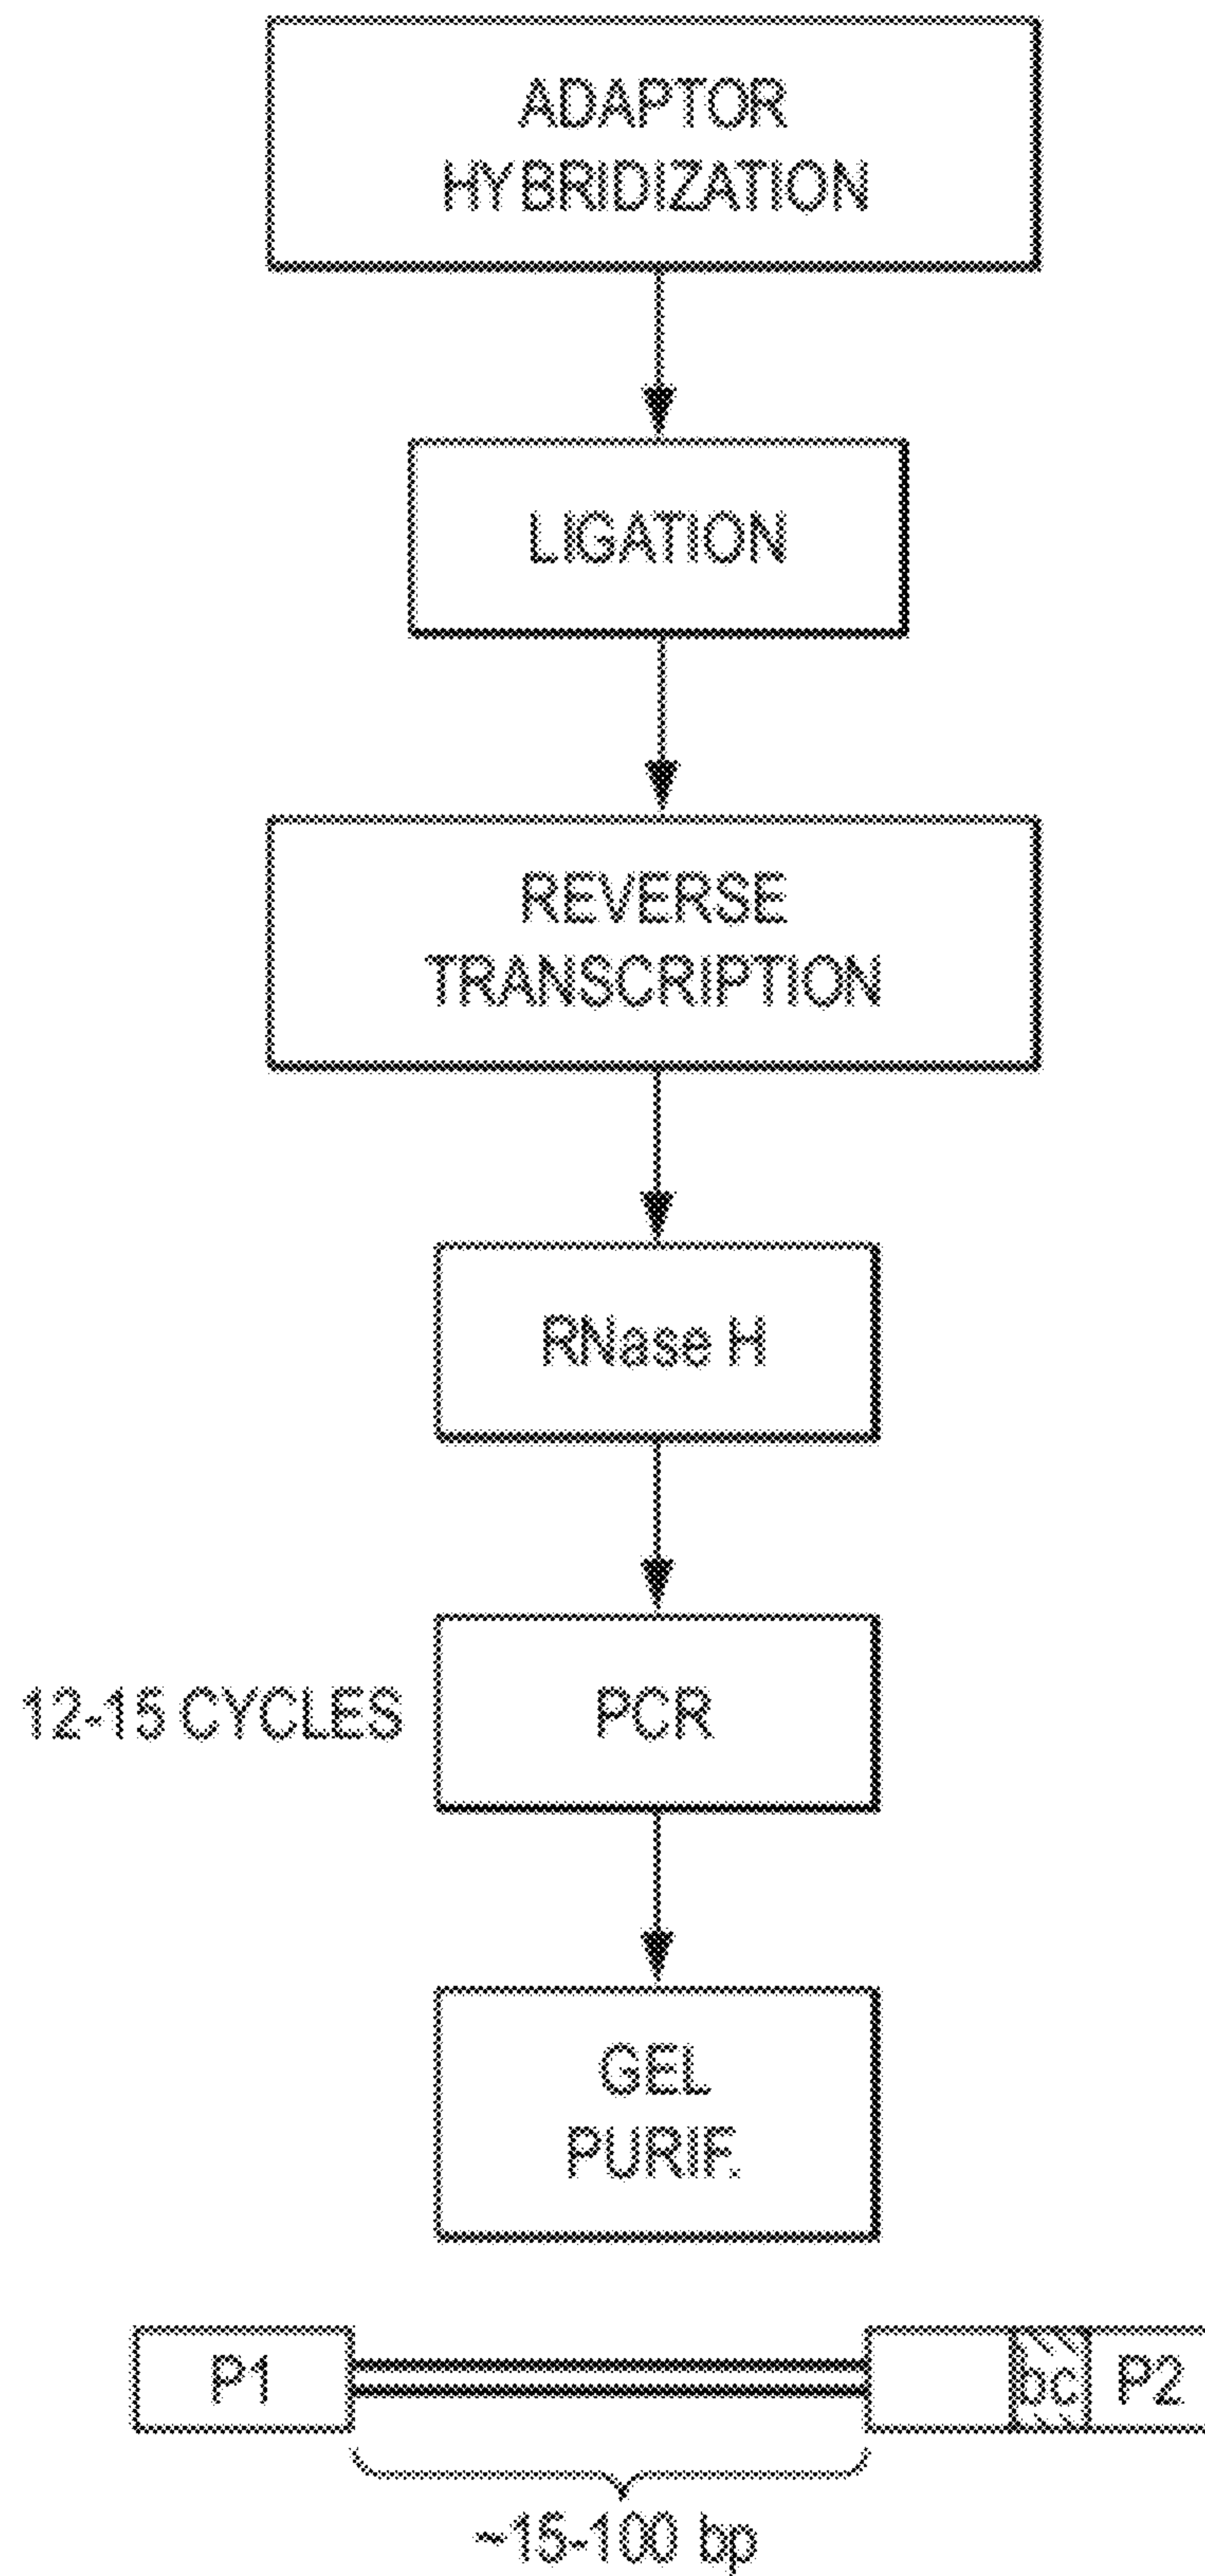 ADAPTOR
HYBRIDIZATION
LIGATION
REVERSE
TRANSCRIPTION
RNase H
12-15 CYCLES
PCR
GEL
PURIF.
P1
bc
P2
~15-100 bp